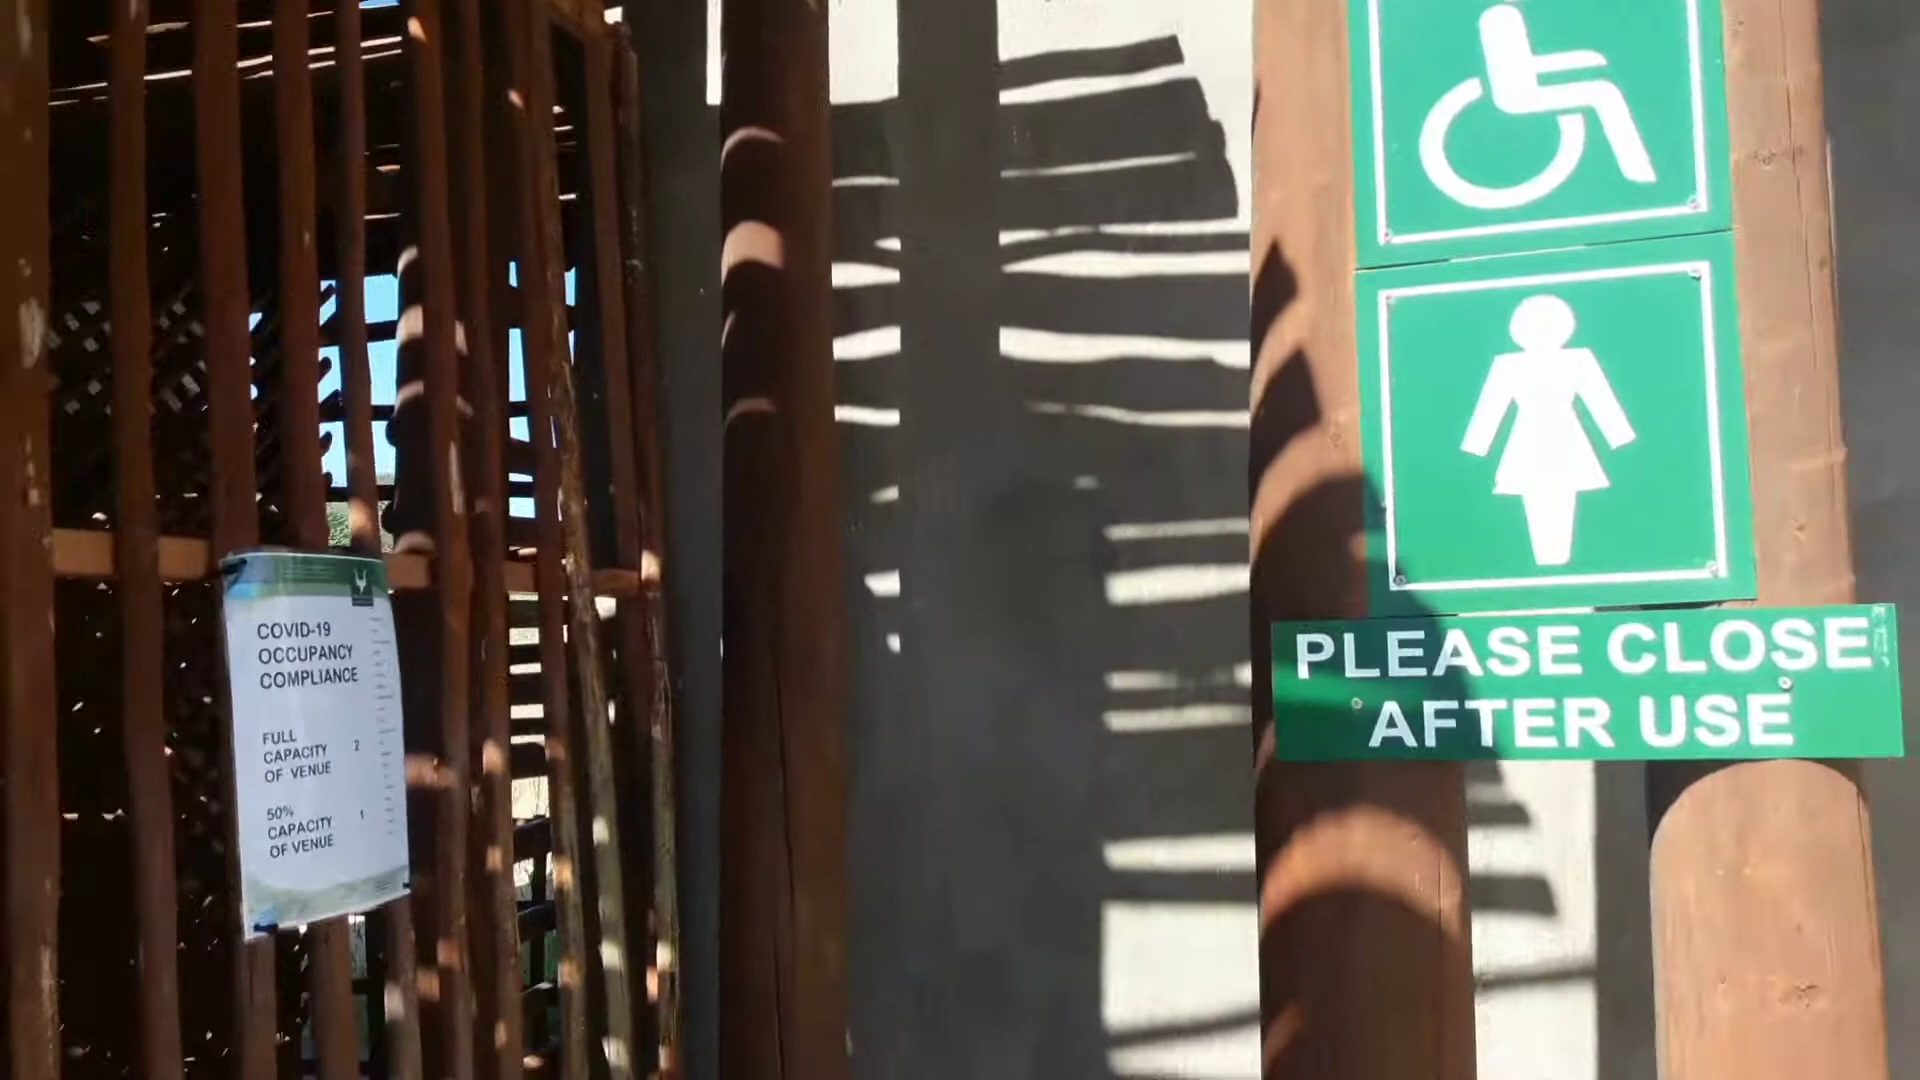 COVID-19
OCCUPANCY
COMPLIANCE
FULL
CAPACITY 2
OF VENUE
50%
CAPACITY 1
OF VENUE
PLEASE CLOSE
AFTER USE